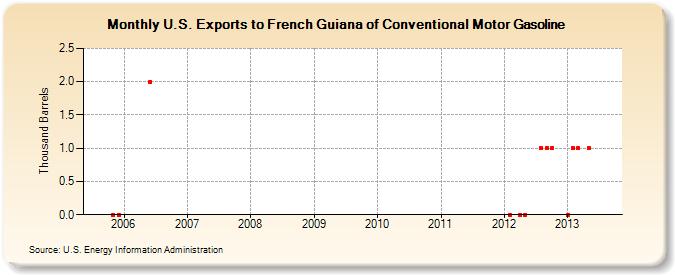 Monthly U.S. Exports to French Guiana of Conventional Motor Gasoline
Thousand Barrels
2.5
2.0
1.5
1.0
0.5
0.0
2006 2007 2008 2009 2010 2011 2012 2013
Source: U.S. Energy Information Administration